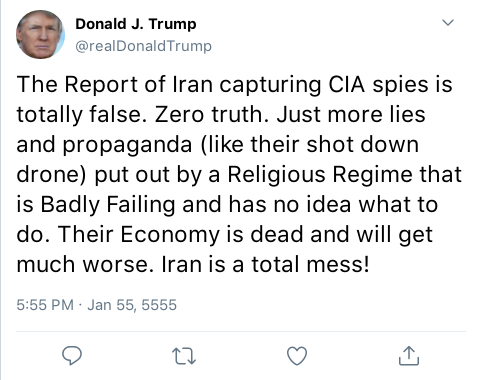 Donald J. Trump
@realDonaldTrump
The Report of Iran capturing CIA spies is
totally false. Zero truth. Just more lies
and propaganda (like their shot down
drone) put out by a Religious Regime that
is Badly Failing and has no idea what to
do. Their Economy is dead and will get
much worse. Iran is a total mess!
5:55 PM · Jan 55, 5555